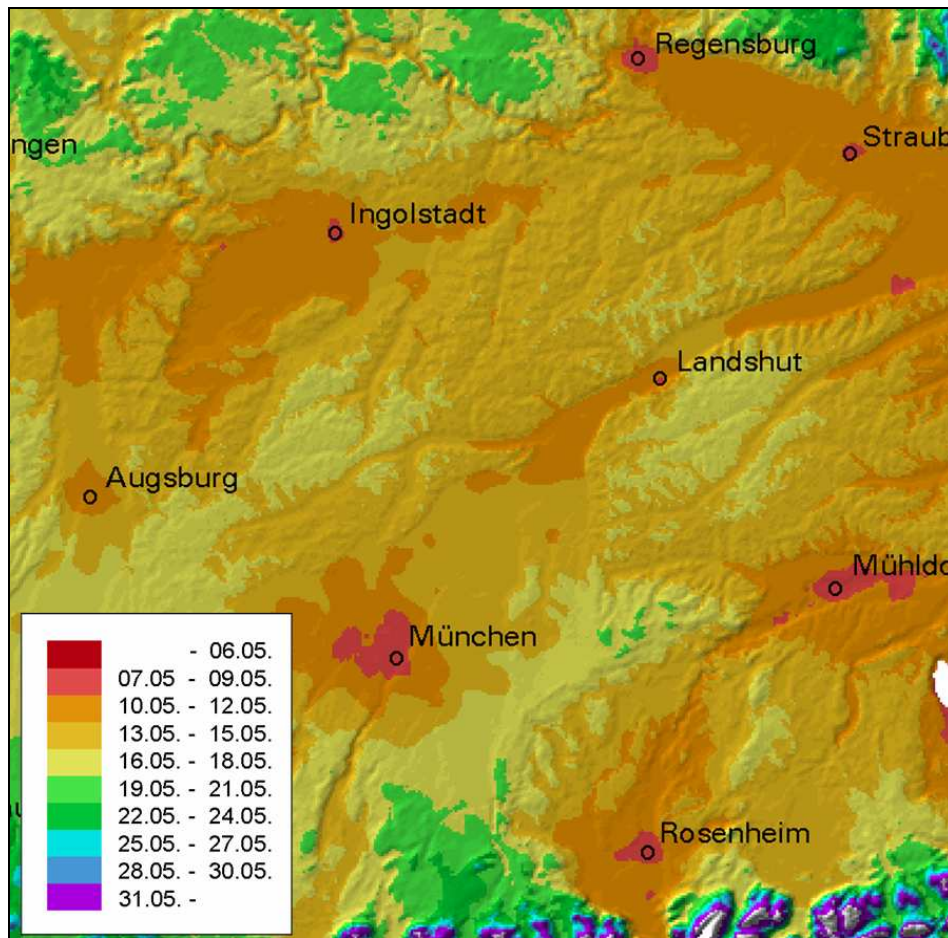 Regensburg
ngen
Straub
Ingolstadt
Landshut
Augsburg
Mühldo
München
Rosenheim
- 06.05.
07.05 - 09.05.
10.05. - 12.05.
13.05. - 15.05.
16.05. - 18.05.
19.05. - 21.05.
22.05. - 24.05.
25.05. - 27.05.
28.05. - 30.05.
31.05. -